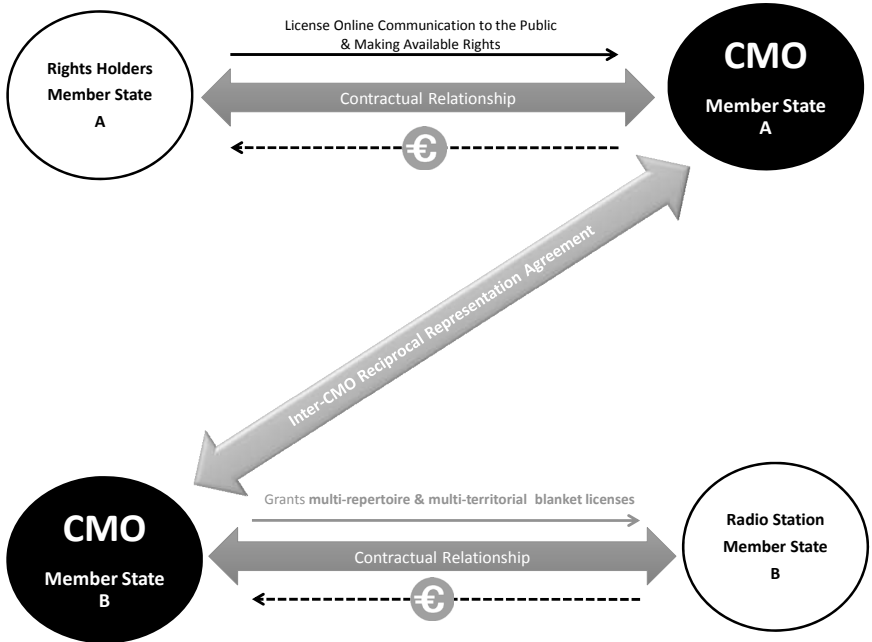 License Online Communication to the Public
& Making Available Rights
Rights Holders
Member State
A
Contractual Relationship
CMO
Member State
A
€
Inter-CMO Reciprocal Representation Agreement
CMO
Member State
B
Grants multi-repertoire & multi-territorial blanket licenses
Contractual Relationship
€
Radio Station
Member State
B